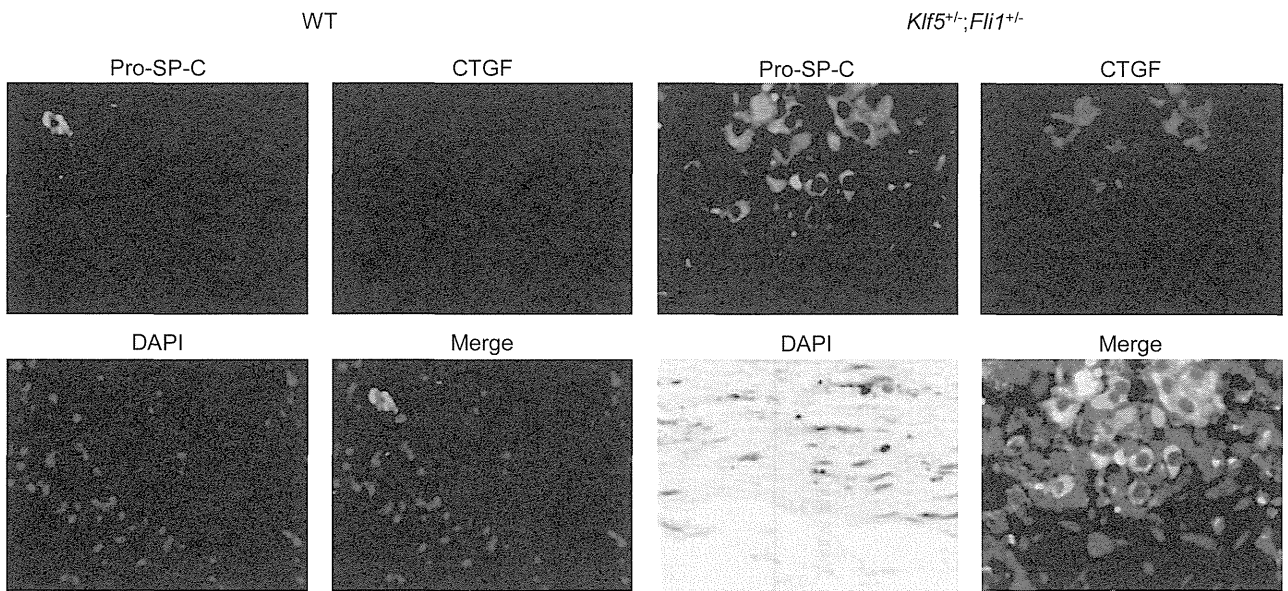 WT
Klf5+/-;Fli1+/-
Pro-SP-C
CTGF
Pro-SP-C
CTGF
DAPI
Merge
DAPI
Merge